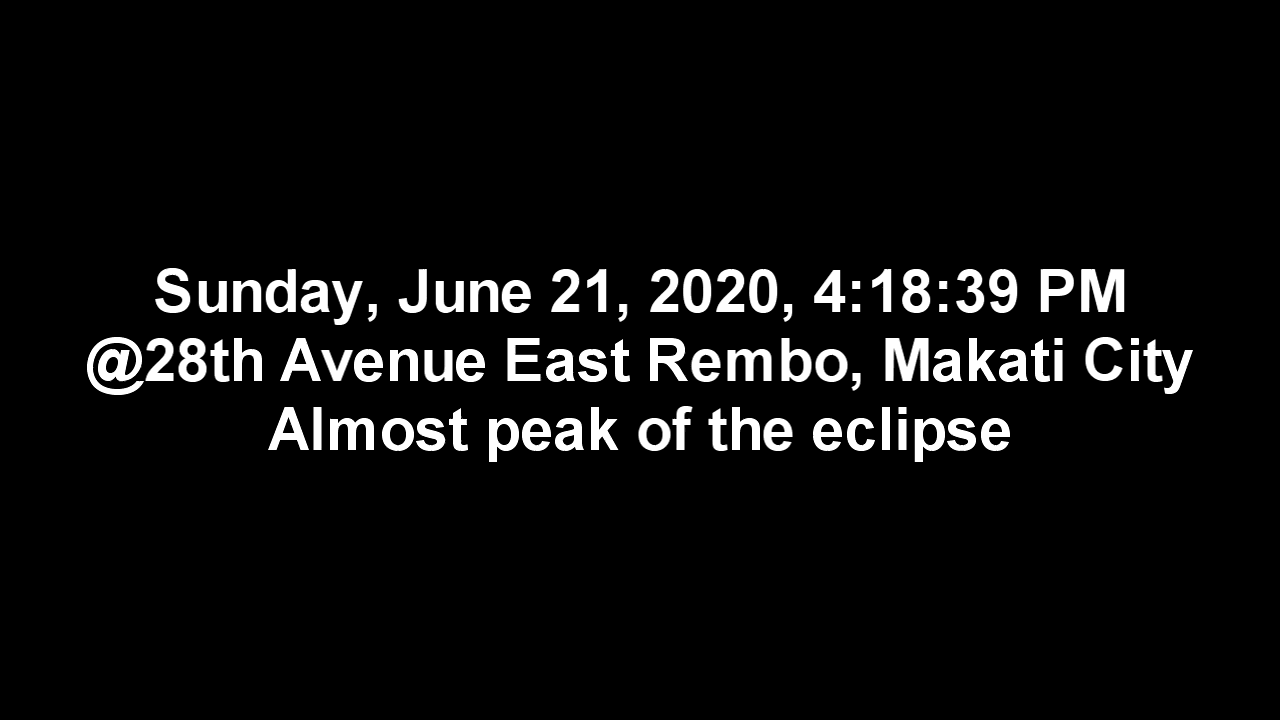 Sunday, June 21, 2020, 4:18:39 PM
@28th Avenue East Rembo, Makati City
Almost peak of the eclipse